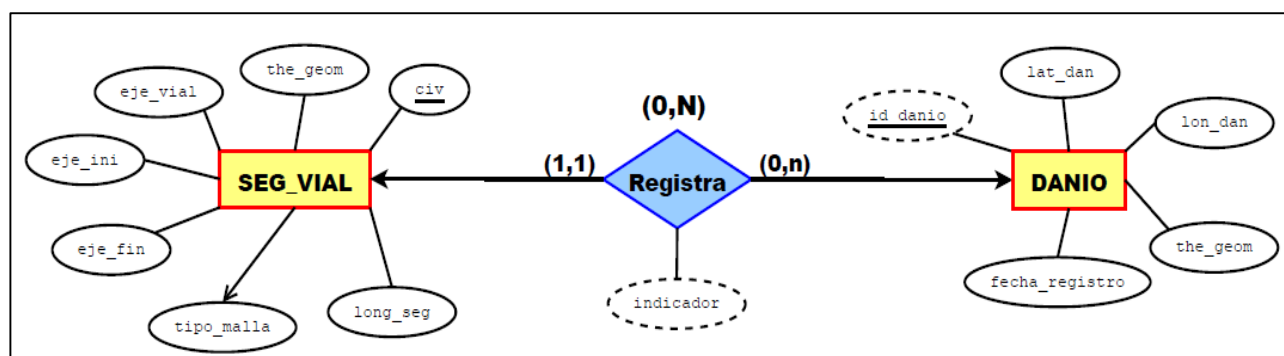 the_geom
civ
eje_vial
eje_ini
SEG_VIAL
eje_fin
tipo_malla
long_seg
(0,N)
(1,1)
Registra
(0,n)
indicador
lat_dan
id_danio
lon_dan
DANIO
the_geom
fecha_registro